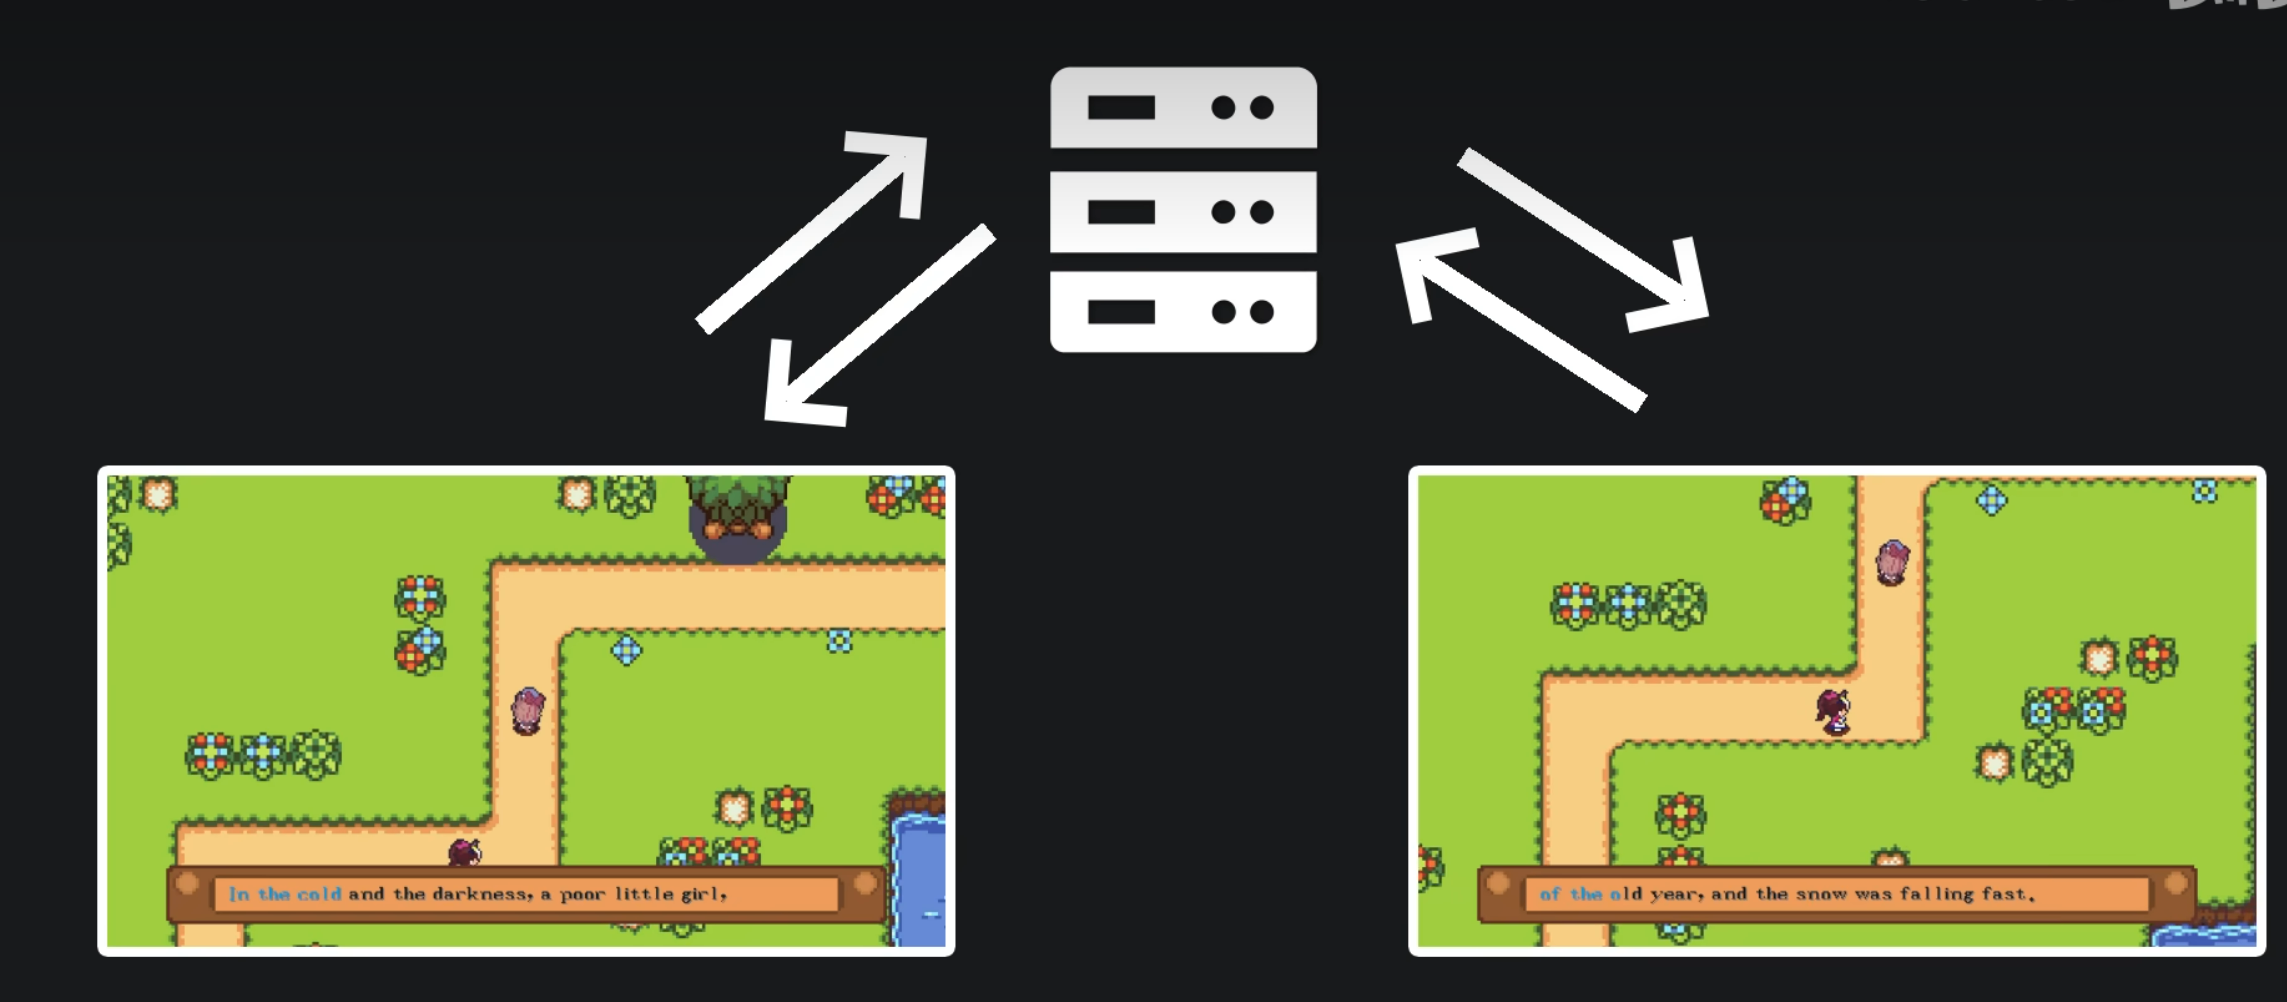 In the cold and the darkness, a poor little girl,
of the old year, and the snow was falling fast.